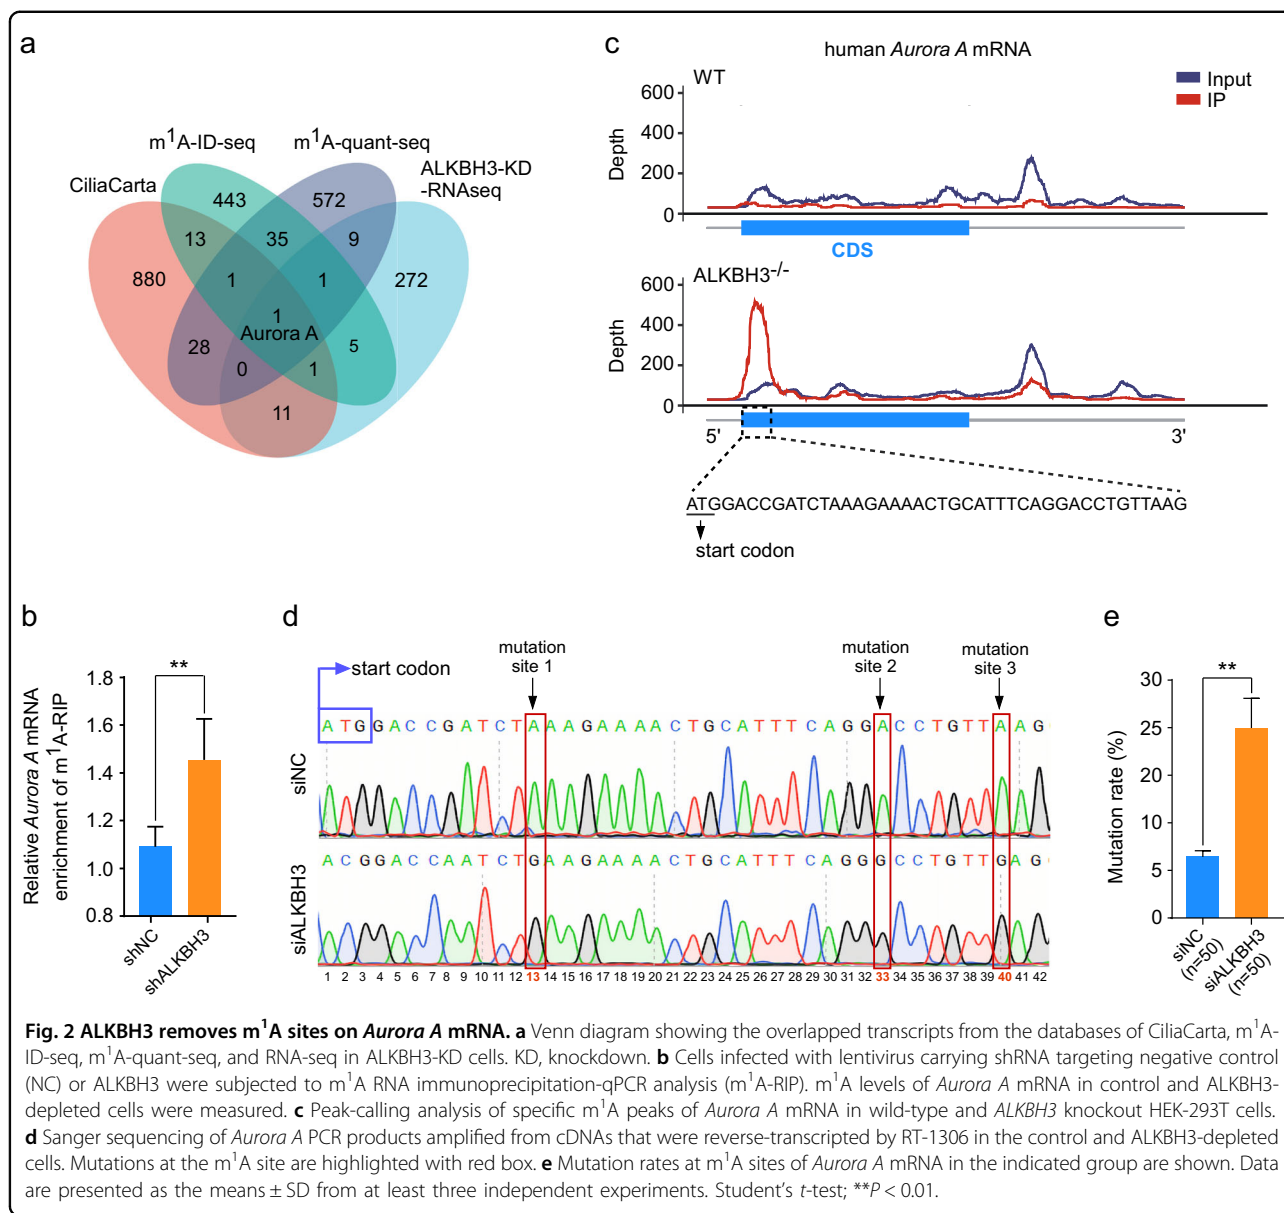 a
m¹A-ID-seq
m¹A-quant-seq
CiliaCarta
ALKBH3-KD
-RNAseq
443
572
13
35
9
880
1
1
272
1
Aurora A
28
5
0
1
11
c
human Aurora A mRNA
WT
Input
IP
Depth
600
400
200
0
CDS
ALKBH3-/-
Depth
600
400
200
0
5'
3'
ATGGACCGATCTAAAGAAAACTGCATTTCAGGACCTGTTAAG
start codon
b
Relative Aurora A mRNA
enrichment of m¹A-RIP
**
1.8
1.6
1.4
1.2
1.0
0.8
shNC
shALKBH3
d
start codon
mutation
site 1
mutation
site 2
mutation
site 3
siNC
A T G G A C C G A T C T A A A G A A A A C T G C A T T T C A G G A C C T G T T A A G
siALKBH3
A C G G A C C A A T C T G A A G A A A A C T G C A T T T C A G G G C C T G T T G A G
1 2 3 4 5 6 7 8 9 10 11 12 13 14 15 16 17 18 19 20 21 22 23 24 25 26 27 28 29 30 31 32 33 34 35 36 37 38 39 40 41 42
e
Mutation rate (%)
**
30
25
20
15
10
5
0
siNC
(n=50)
siALKBH3
(n=50)
Fig. 2 ALKBH3 removes m¹A sites on Aurora A mRNA. a Venn diagram showing the overlapped transcripts from the databases of CiliaCarta, m¹A-
ID-seq, m¹A-quant-seq, and RNA-seq in ALKBH3-KD cells. KD, knockdown. b Cells infected with lentivirus carrying shRNA targeting negative control
(NC) or ALKBH3 were subjected to m¹A RNA immunoprecipitation-qPCR analysis (m¹A-RIP). m¹A levels of Aurora A mRNA in control and ALKBH3-
depleted cells were measured. c Peak-calling analysis of specific m¹A peaks of Aurora A mRNA in wild-type and ALKBH3 knockout HEK-293T cells.
d Sanger sequencing of Aurora A PCR products amplified from cDNAs that were reverse-transcripted by RT-1306 in the control and ALKBH3-depleted
cells. Mutations at the m¹A site are highlighted with red box. e Mutation rates at m¹A sites of Aurora A mRNA in the indicated group are shown. Data
are presented as the means ± SD from at least three independent experiments. Student's t-test; **P < 0.01.